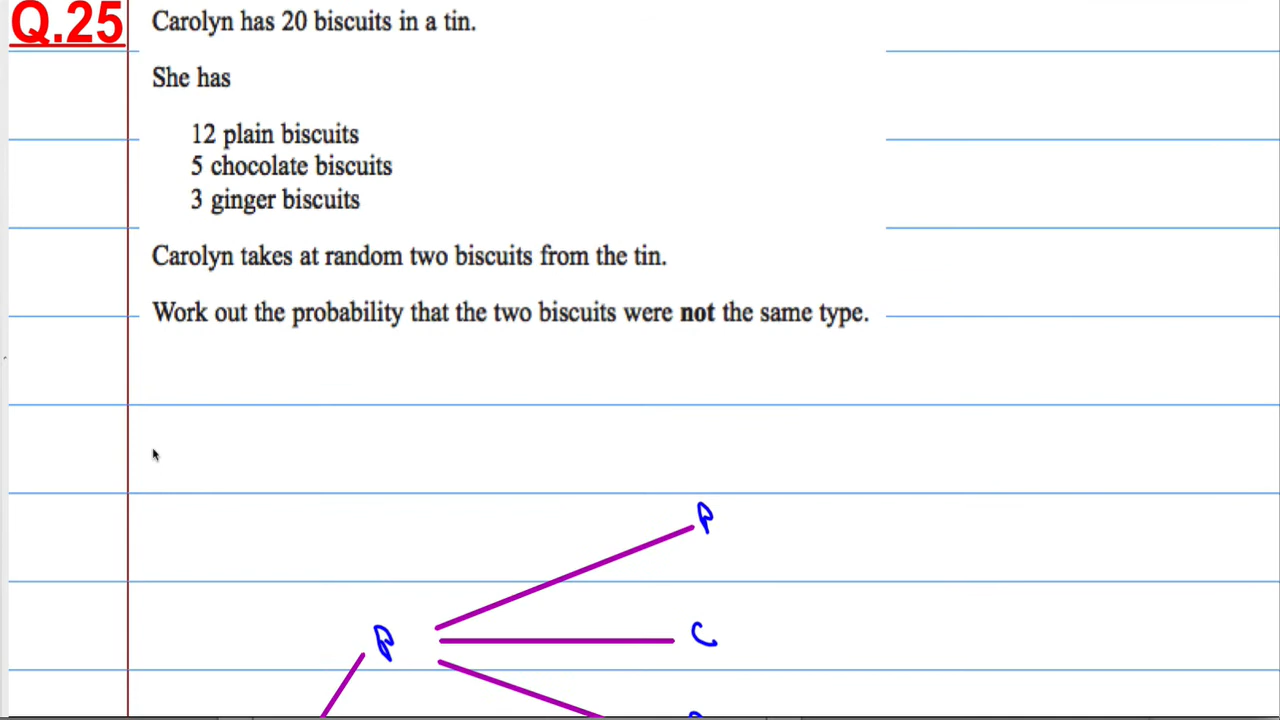 Q.25
Carolyn has 20 biscuits in a tin.
She has
12 plain biscuits
5 chocolate biscuits
3 ginger biscuits
Carolyn takes at random two biscuits from the tin.
Work out the probability that the two biscuits were not the same type.
P
P
C